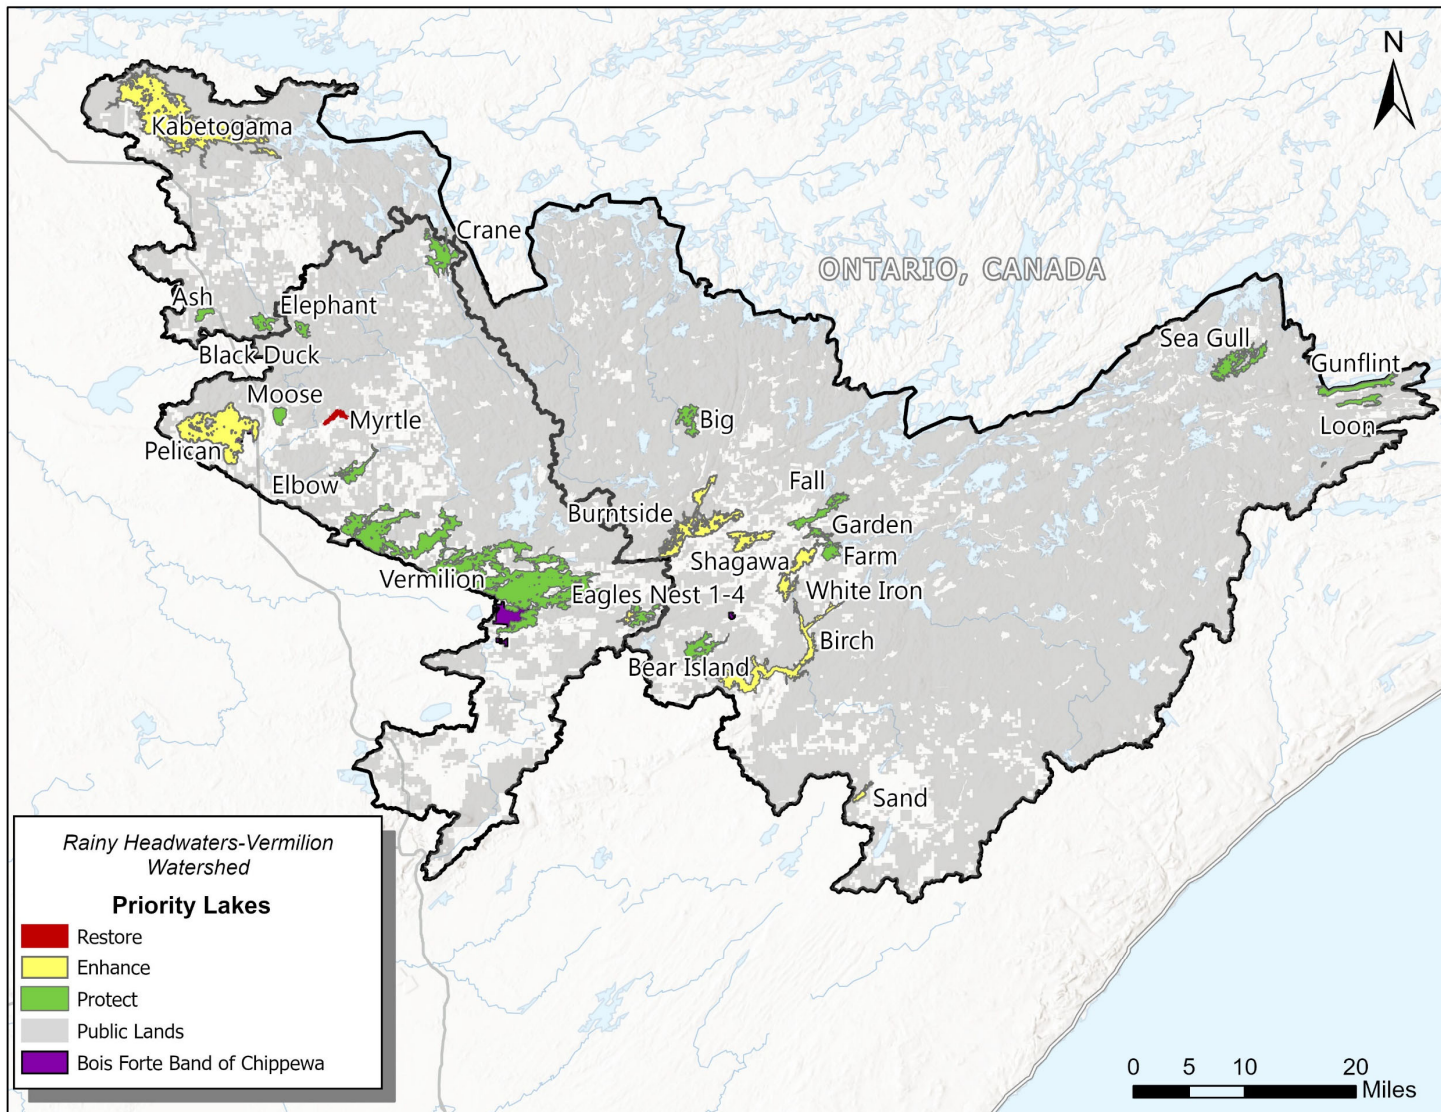 N
Kabetogama
Crane
ONTARIO, CANADA
Ash
Elephant
Black Duck
Sea Gull
Gunflint
Moose
Myrtle
Big
Loon
Pelican
Elbow
Fall
Burntside
Garden
Shagawa
Farm
Vermilion
Eagles Nest 1-4
White Iron
Birch
Bear Island
Sand
Rainy Headwaters-Vermilion
Watershed
Priority Lakes
Restore
Enhance
Protect
Public Lands
Bois Forte Band of Chippewa
0 5 10 20
Miles